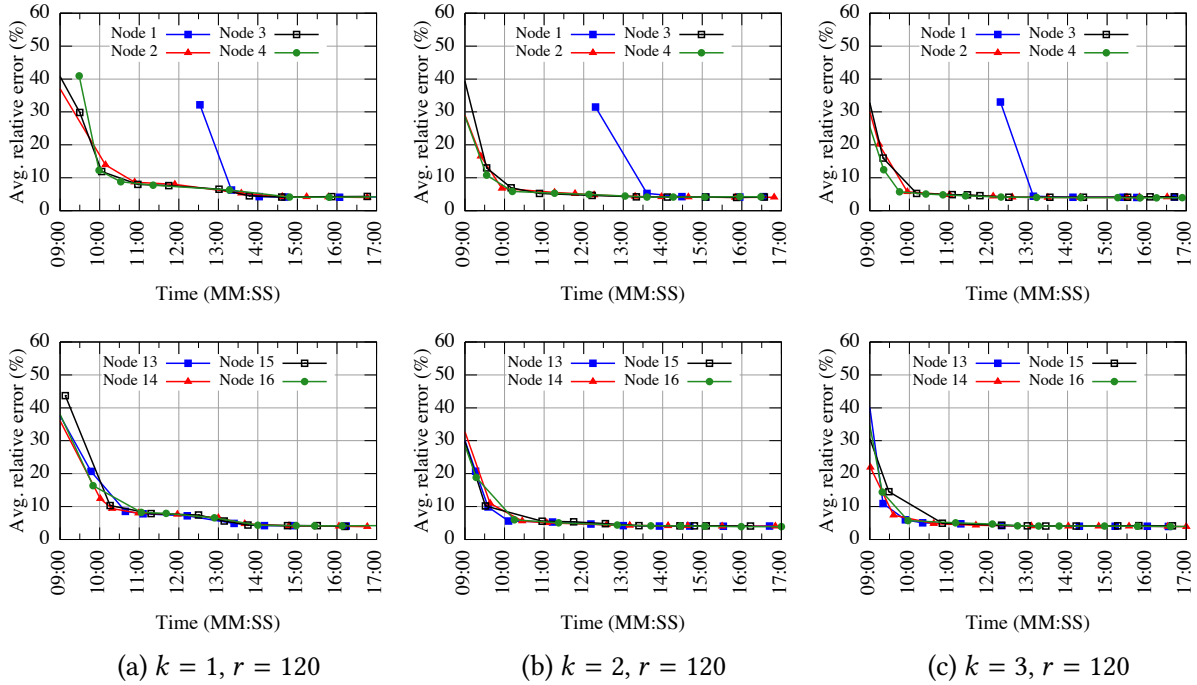 60
50
40
30
20
10
0
Avg. relative error (%)
Node 1
Node 2
Node 3
Node 4
09:00
10:00
11:00
12:00
13:00
14:00
15:00
16:00
17:00
Time (MM:SS)
60
50
40
30
20
10
0
Avg. relative error (%)
Node 1
Node 2
Node 3
Node 4
09:00
10:00
11:00
12:00
13:00
14:00
15:00
16:00
17:00
Time (MM:SS)
60
50
40
30
20
10
0
Avg. relative error (%)
Node 1
Node 2
Node 3
Node 4
09:00
10:00
11:00
12:00
13:00
14:00
15:00
16:00
17:00
Time (MM:SS)
60
50
40
30
20
10
0
Avg. relative error (%)
Node 13
Node 14
Node 15
Node 16
09:00
10:00
11:00
12:00
13:00
14:00
15:00
16:00
17:00
Time (MM:SS)
60
50
40
30
20
10
0
Avg. relative error (%)
Node 13
Node 14
Node 15
Node 16
09:00
10:00
11:00
12:00
13:00
14:00
15:00
16:00
17:00
Time (MM:SS)
60
50
40
30
20
10
0
Avg. relative error (%)
Node 13
Node 14
Node 15
Node 16
09:00
10:00
11:00
12:00
13:00
14:00
15:00
16:00
17:00
Time (MM:SS)
(a) k = 1, r = 120
(b) k = 2, r = 120
(c) k = 3, r = 120